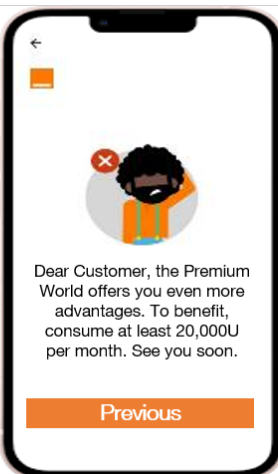 Dear Customer, the Premium
World offers you even more
advantages. To benefit,
consume at least 20,000U
per month. See you soon.
Previous